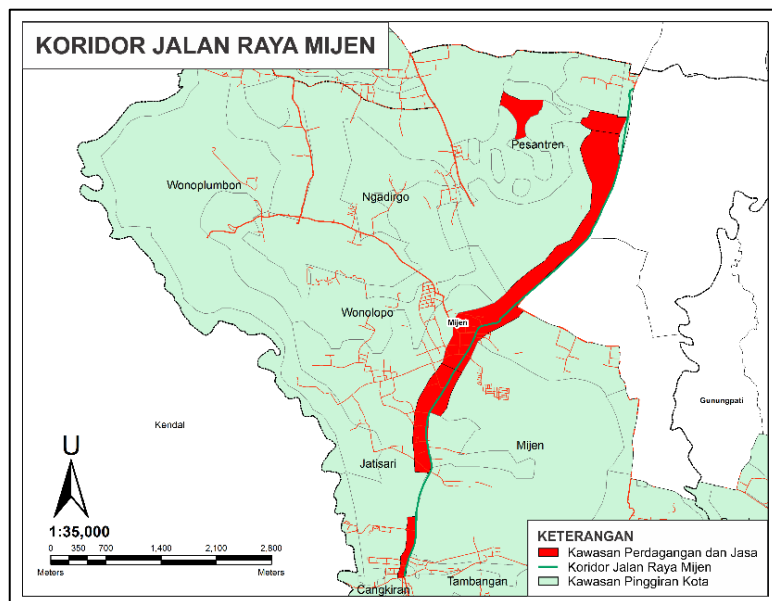 KORIDOR JALAN RAYA MIJEN
Pesantren
Wonoplumbon
Ngadirgo
Wonolopo
Mijen
Gunungpati
Kendal
Mijen
Jatisari
U
1:35,000
0 350 700 1,400 2,100 2,800
Meters Meters
KETERANGAN
Kawasan Perdagangan dan Jasa
Koridor Jalan Raya Mijen
Kawasan Pinggiran Kota
Tambangan
Cangkiran